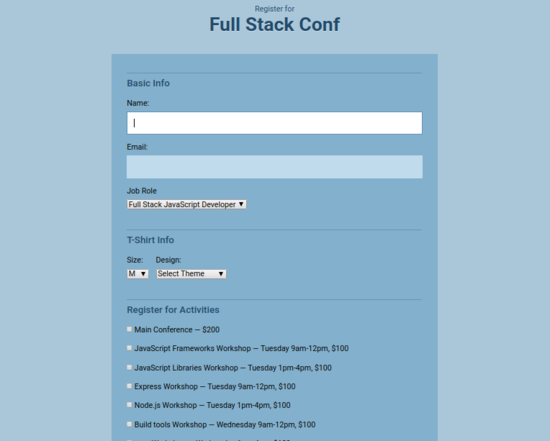 Register for
Full Stack Conf
Basic Info
Name:
Email:
Job Role
Full Stack JavaScript Developer ▼
T-Shirt Info
Size: Design:
M ▼ Select Theme ▼
Register for Activities
Main Conference — $200
JavaScript Frameworks Workshop — Tuesday 9am-12pm, $100
JavaScript Libraries Workshop — Tuesday 1pm-4pm, $100
Express Workshop — Tuesday 9am-12pm, $100
Node.js Workshop — Tuesday 1pm-4pm, $100
Build tools Workshop — Wednesday 9am-12pm, $100